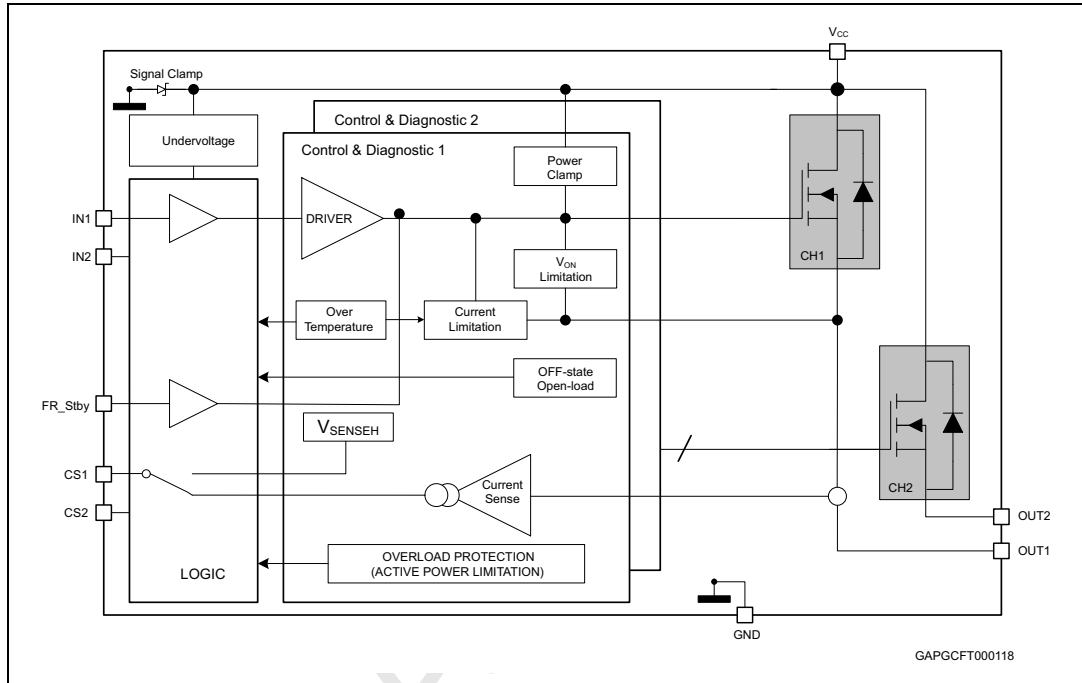 VCC
Signal Clamp
Control & Diagnostic 2
Undervoltage
Control & Diagnostic 1
Power
Clamp
IN1
DRIVER
IN2
VON
Limitation
CH1
Over
Temperature
Current
Limitation
OFF-state
Open-load
FR_Stby
VSENSEH
CS1
Current
Sense
CH2
CS2
OUT2
OUT1
OVERLOAD PROTECTION
(ACTIVE POWER LIMITATION)
LOGIC
GND
GAPGCFT000118